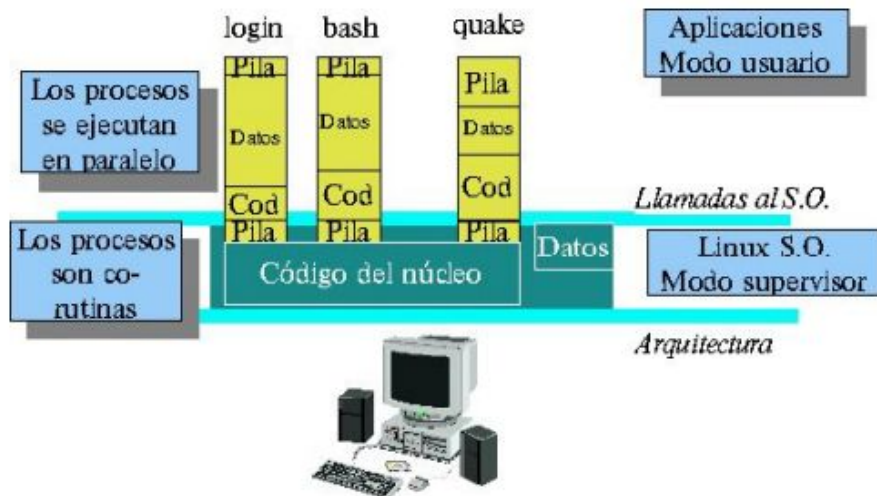 login
bash
quake
Aplicaciones
Modo usuario
Los procesos
se ejecutan
en paralelo
Pila
Datos
Cod
Pila
Pila
Datos
Cod
Pila
Pila
Datos
Cod
Pila
Llamadas al S.O.
Los procesos
son co-
rutinas
Código del núcleo
Datos
Linux S.O.
Modo supervisor
Arquitectura